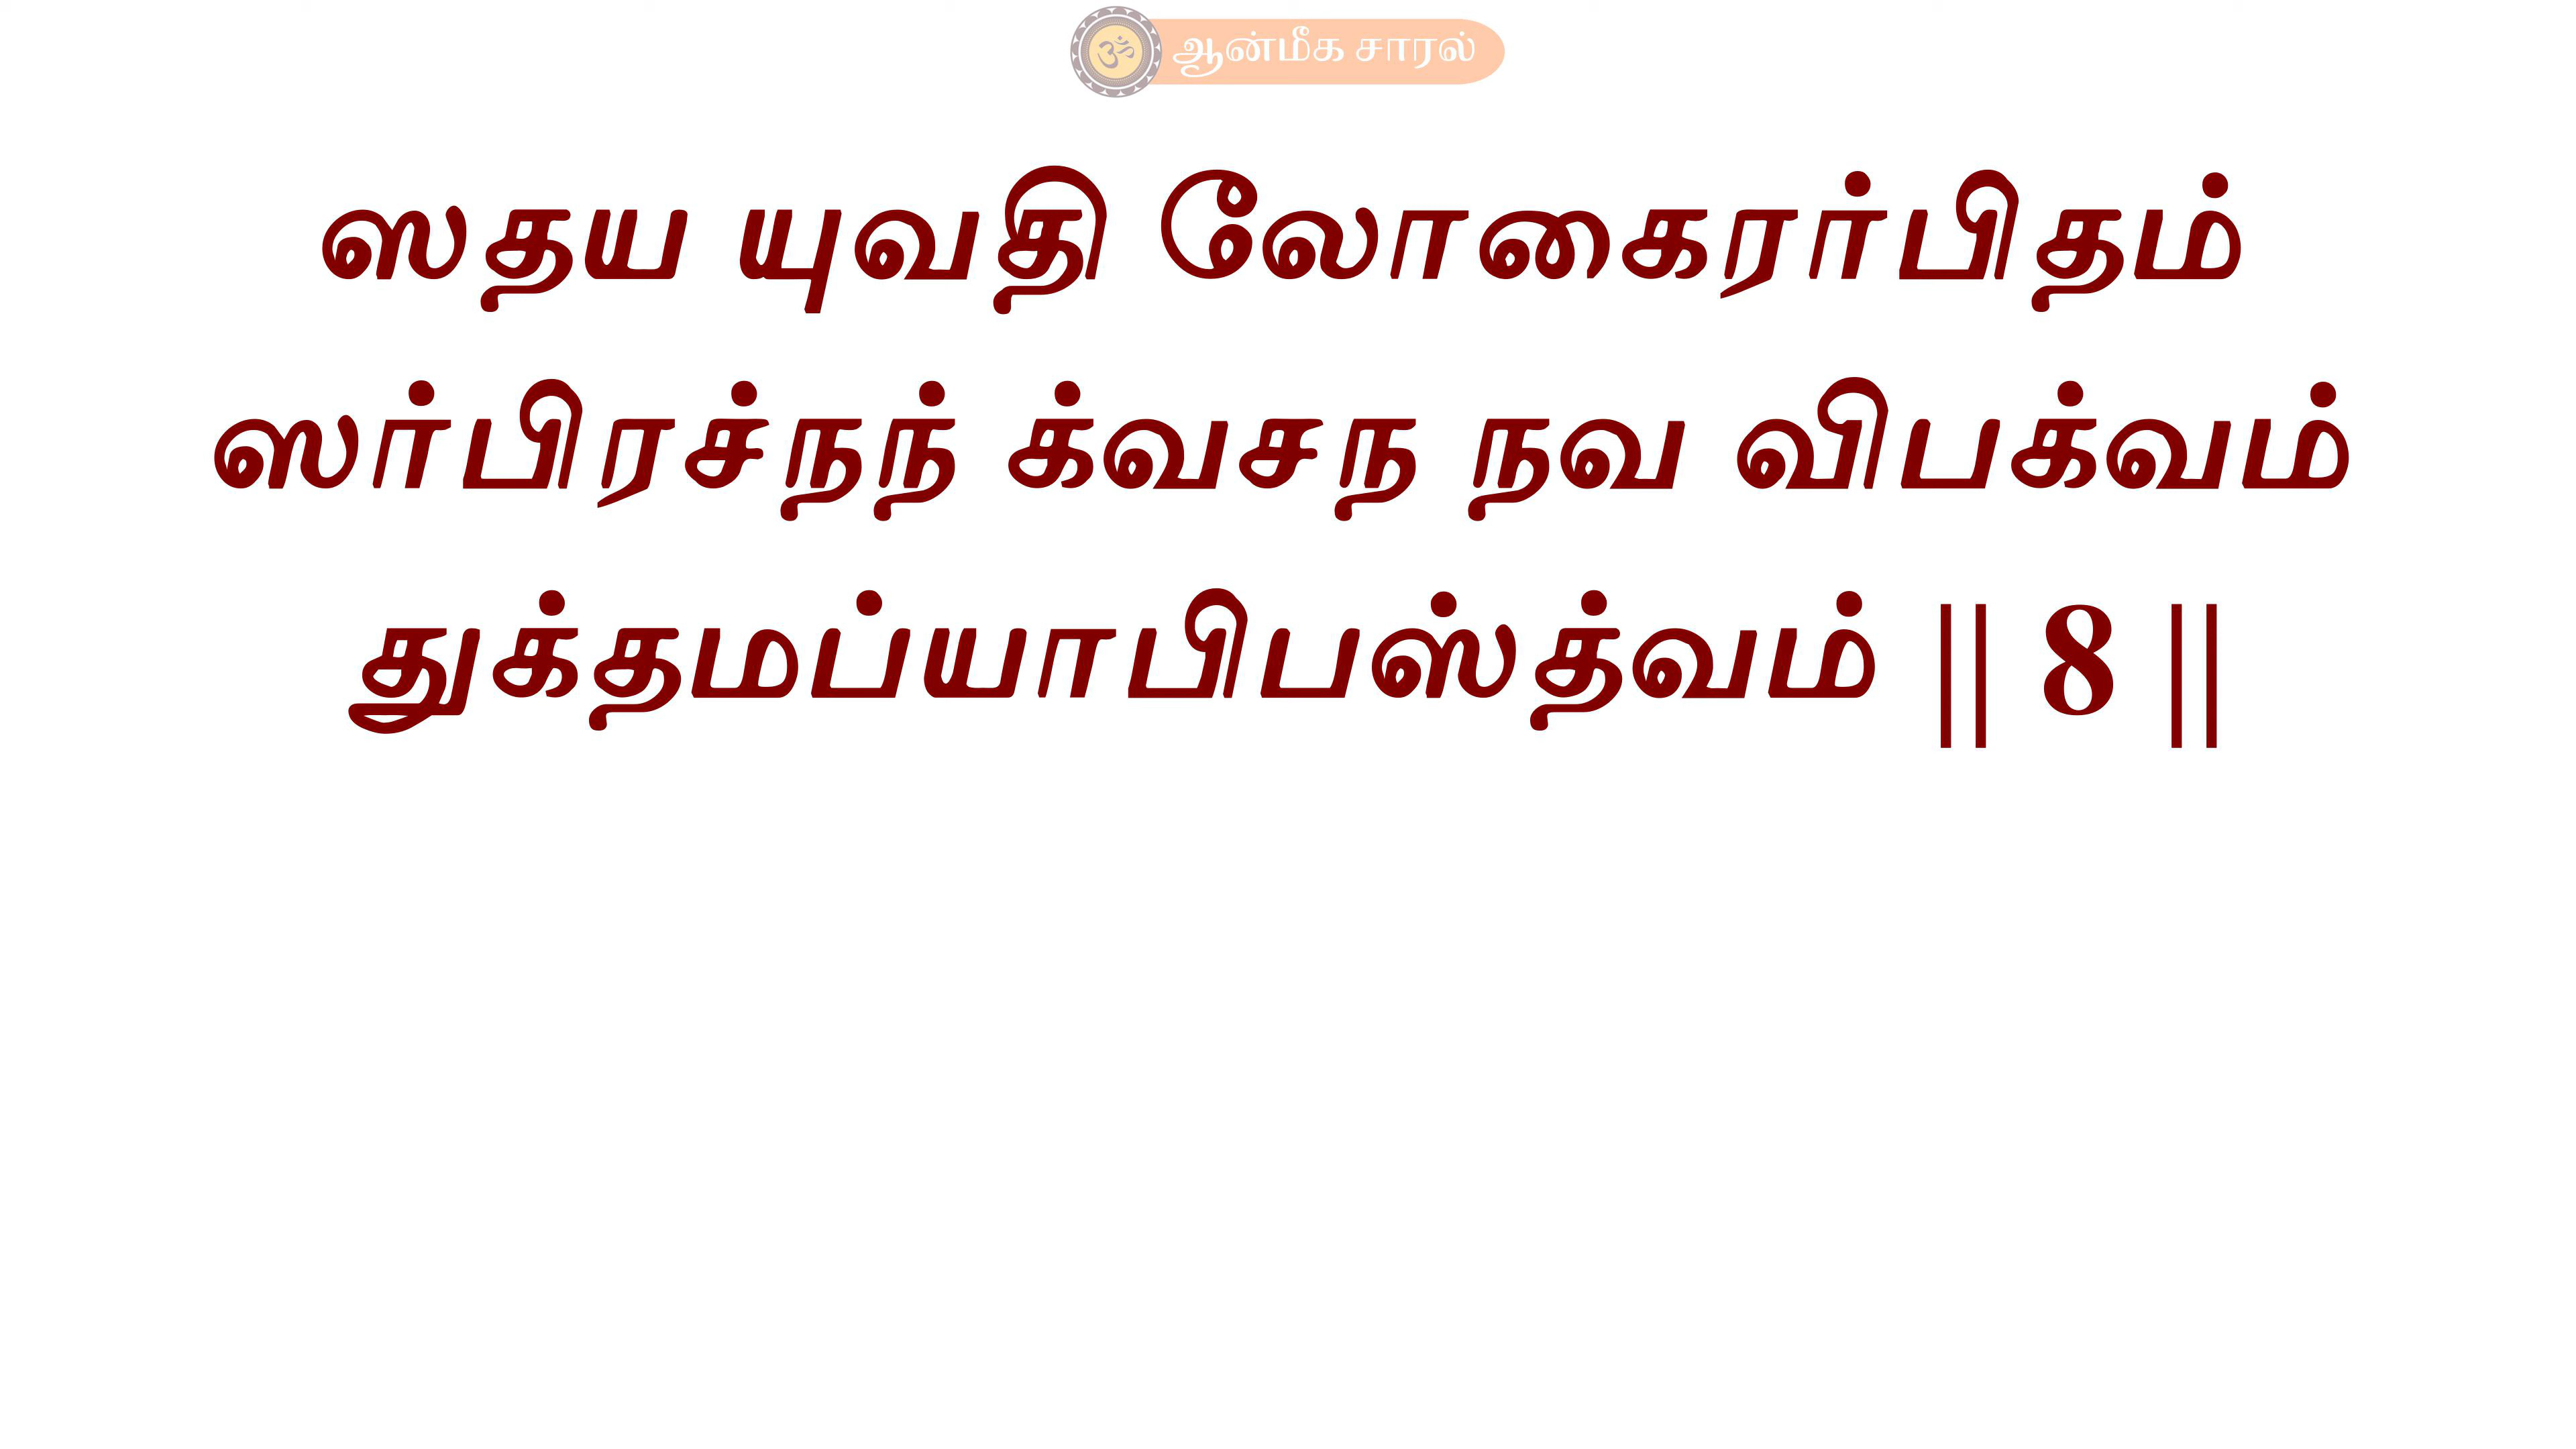 ஆன்மீக சாரல்
ஸதய யுவதி லோகைரர்பிதம்
ஸர்பிரச்நந் க்வசந நவ விபக்வம்
துக்தமப்யாபிபஸ்த்வம் || 8 ||